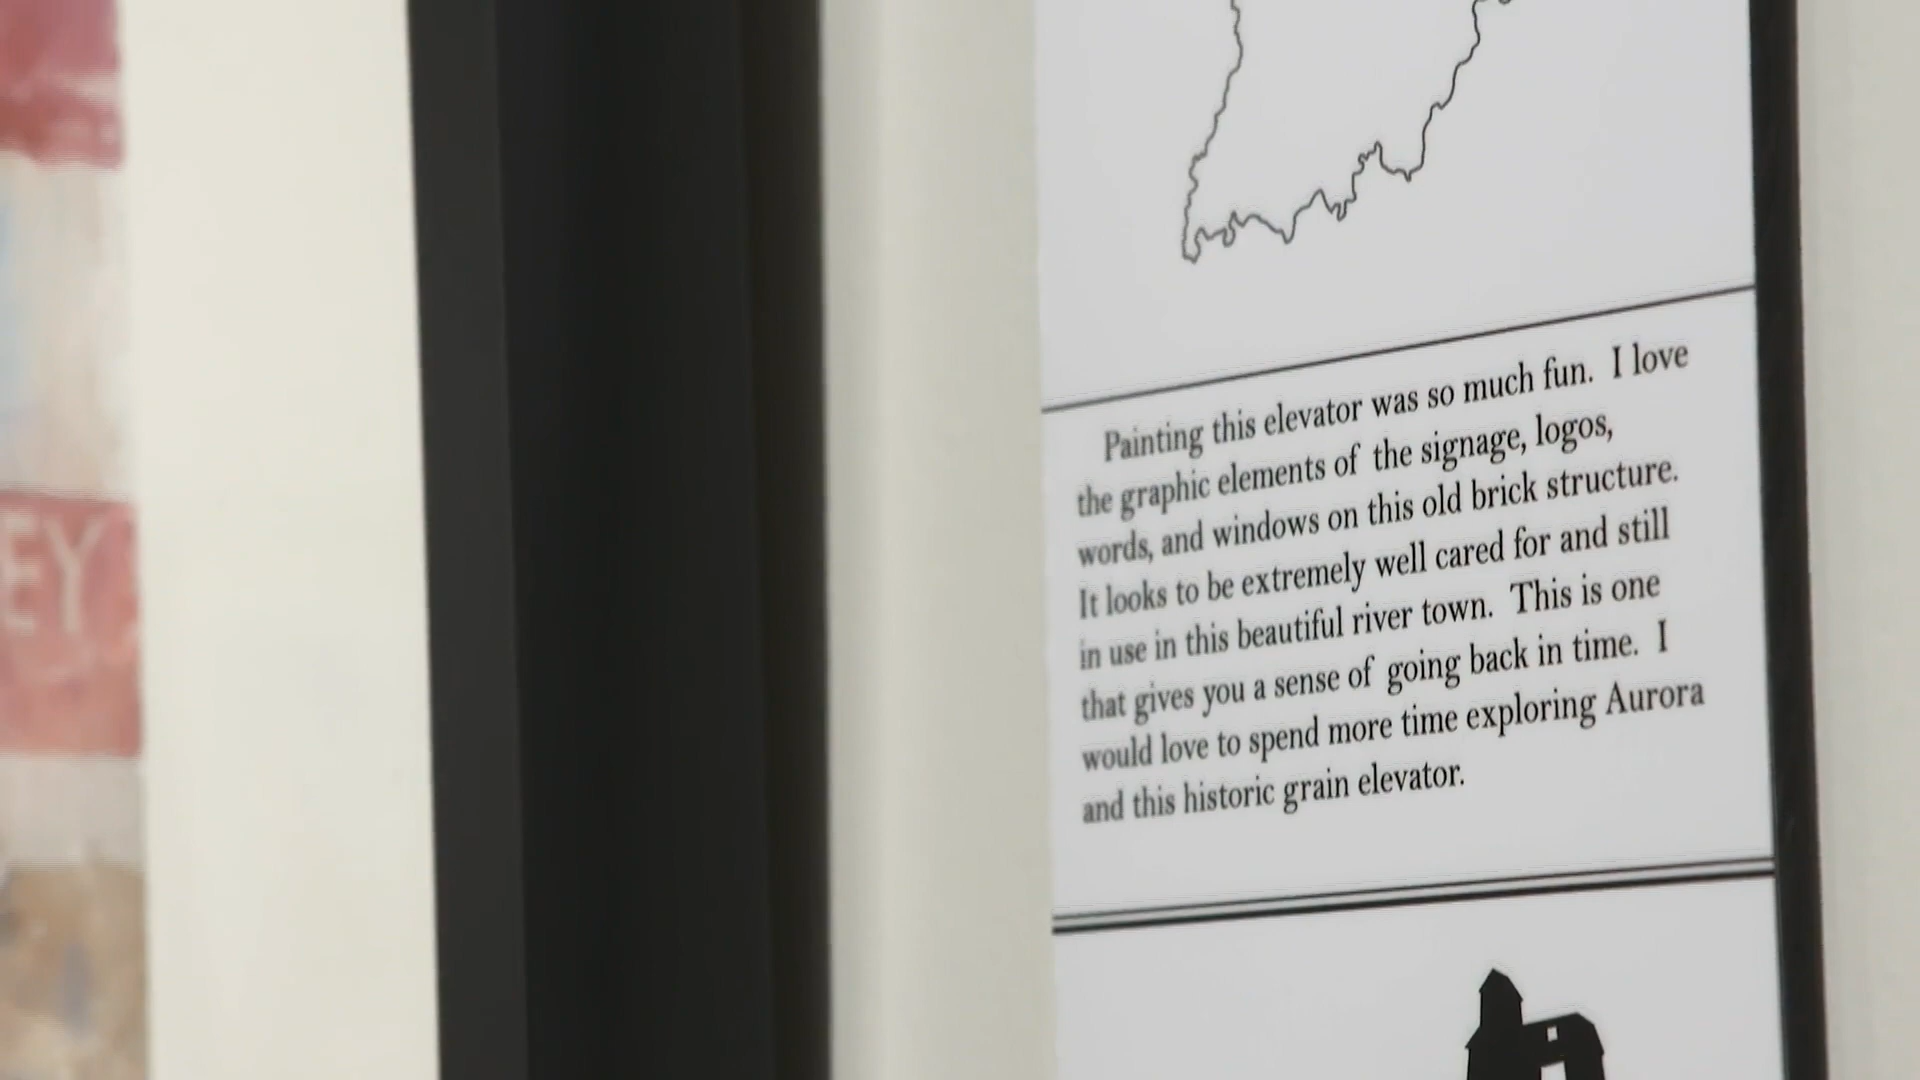 EY
Painting this elevator was so much fun. I love
the graphic elements of the signage, logos,
words, and windows on this old brick structure.
It looks to be extremely well cared for and still
in use in this beautiful river town. This is one
that gives you a sense of going back in time. I
would love to spend more time exploring Aurora
and this historic grain elevator.